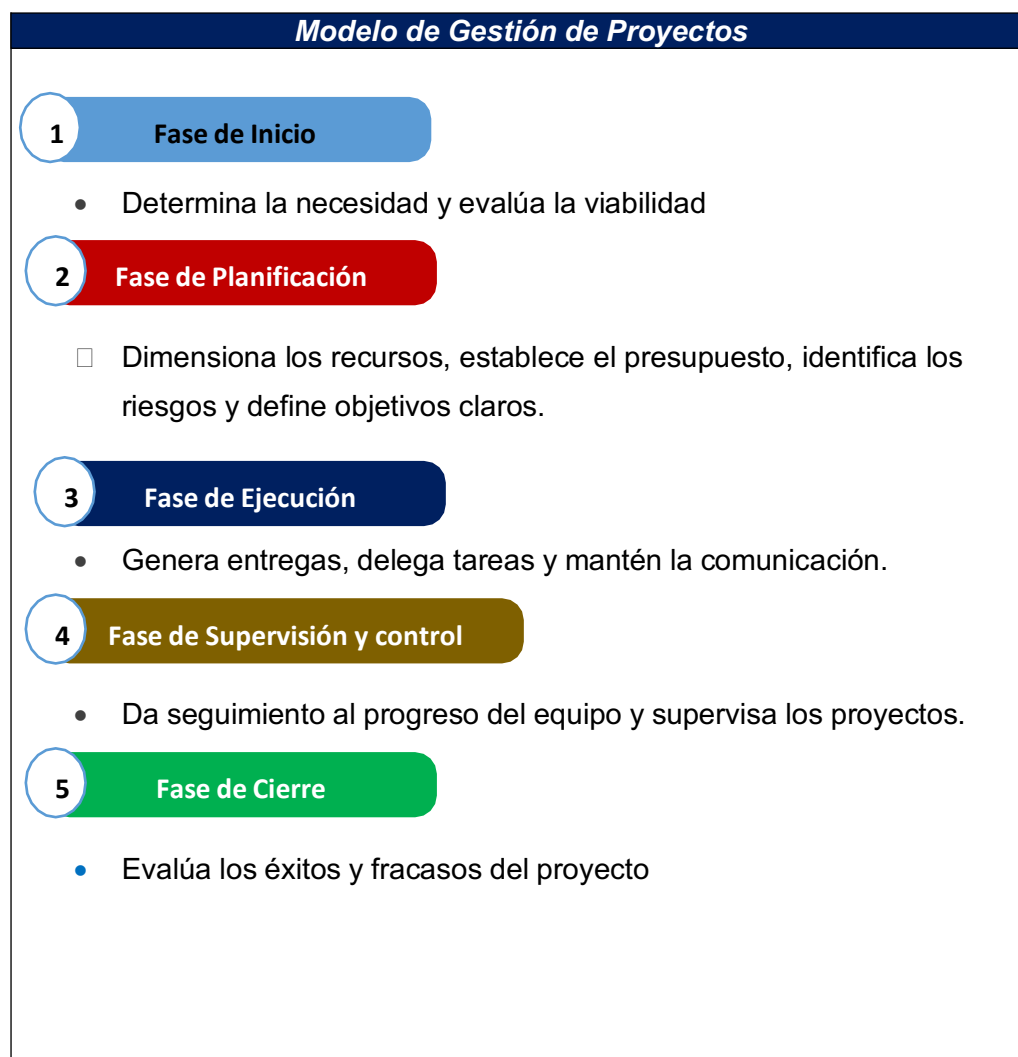 Modelo de Gestión de Proyectos
1 Fase de Inicio
• Determina la necesidad y evalúa la viabilidad
2 Fase de Planificación
□ Dimensiona los recursos, establece el presupuesto, identifica los
riesgos y define objetivos claros.
3 Fase de Ejecución
• Genera entregas, delega tareas y mantén la comunicación.
4 Fase de Supervisión y control
• Da seguimiento al progreso del equipo y supervisa los proyectos.
5 Fase de Cierre
• Evalúa los éxitos y fracasos del proyecto